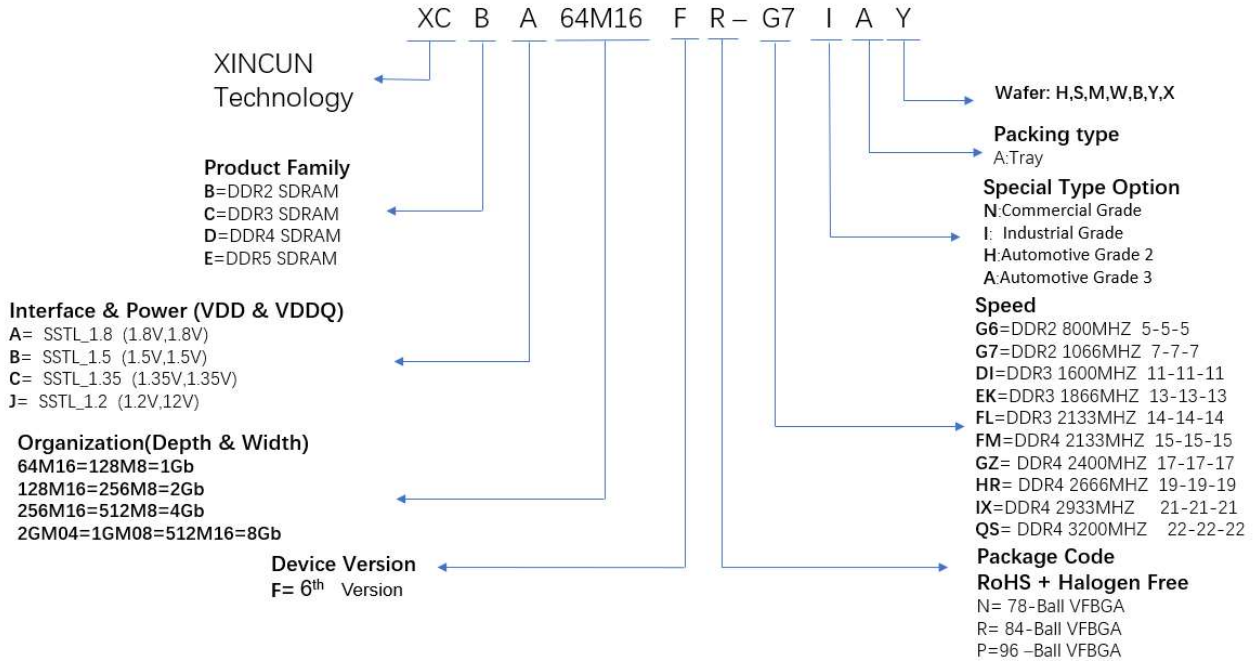 XC B A 64M16 F R – G7 I A Y
XINCUN
Technology
Product Family
B=DDR2 SDRAM
C=DDR3 SDRAM
D=DDR4 SDRAM
E=DDR5 SDRAM
Interface & Power (VDD & VDDQ)
A= SSTL_1.8 (1.8V,1.8V)
B= SSTL_1.5 (1.5V,1.5V)
C= SSTL_1.35 (1.35V,1.35V)
J= SSTL_1.2 (1.2V,12V)
Organization(Depth & Width)
64M16=128M8=1Gb
128M16=256M8=2Gb
256M16=512M8=4Gb
2GM04=1GM08=512M16=8Gb
Device Version
F= 6th Version
Wafer: H,S,M,W,B,Y,X
Packing type
A:Tray
Special Type Option
N:Commercial Grade
I: Industrial Grade
H:Automotive Grade 2
A:Automotive Grade 3
Speed
G6=DDR2 800MHZ 5-5-5
G7=DDR2 1066MHZ 7-7-7
DI=DDR3 1600MHZ 11-11-11
EK=DDR3 1866MHZ 13-13-13
FL=DDR3 2133MHZ 14-14-14
FM=DDR4 2133MHZ 15-15-15
GZ= DDR4 2400MHZ 17-17-17
HR= DDR4 2666MHZ 19-19-19
IX=DDR4 2933MHZ 21-21-21
QS= DDR4 3200MHZ 22-22-22
Package Code
RoHS + Halogen Free
N= 78-Ball VFBGA
R= 84-Ball VFBGA
P=96 –Ball VFBGA